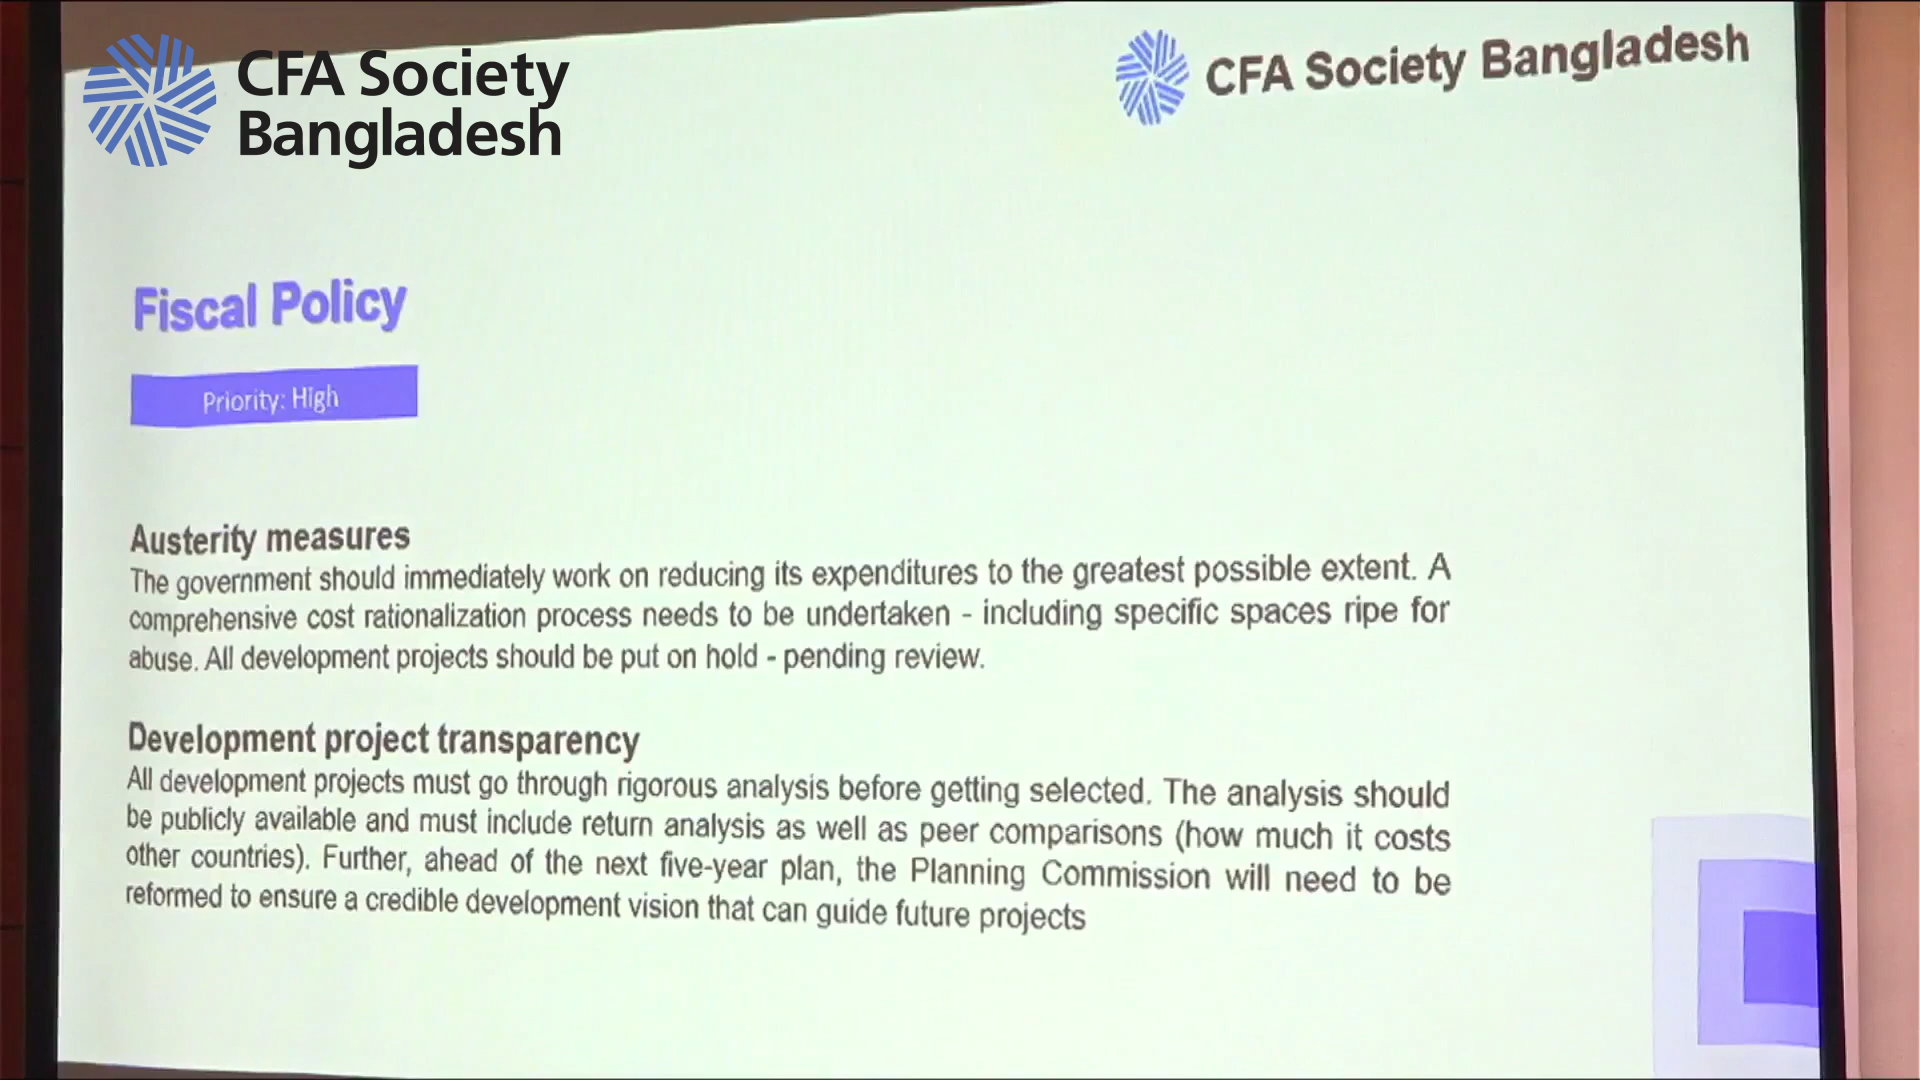 CFA Society
Bangladesh
CFA Society Bangladesh
Fiscal Policy
Priority: High
Austerity measures
The government should immediately work on reducing its expenditures to the greatest possible extent. A
comprehensive cost rationalization process needs to be undertaken - including specific spaces ripe for
abuse. All development projects should be put on hold - pending review.
Development project transparency
All development projects must go through rigorous analysis before getting selected. The analysis should
be publicly available and must include return analysis as well as peer comparisons (how much it costs
other countries). Further, ahead of the next five-year plan, the Planning Commission will need to be
reformed to ensure a credible development vision that can guide future projects